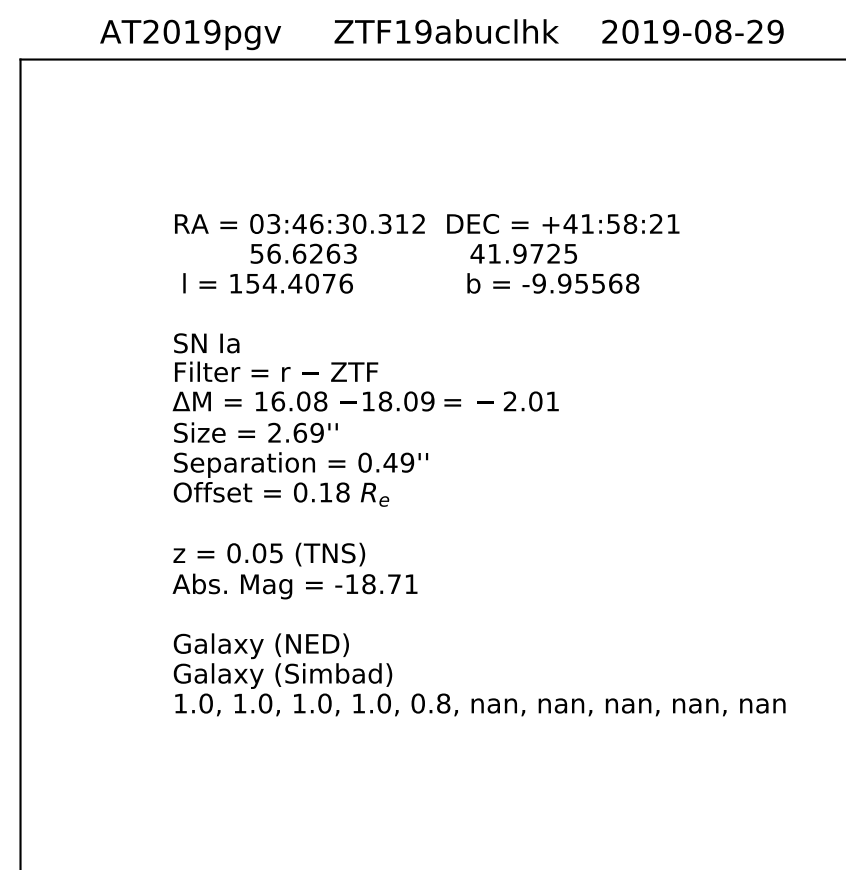 AT2019pgv ZTF19abuclhk 2019-08-29
RA = 03:46:30.312 DEC = +41:58:21
56.6263 41.9725
l = 154.4076 b = -9.95568
SN Ia
Filter = r − ZTF
ΔM = 16.08 −18.09 = − 2.01
Size = 2.69''
Separation = 0.49''
Offset = 0.18 Rₑ
z = 0.05 (TNS)
Abs. Mag = -18.71
Galaxy (NED)
Galaxy (Simbad)
1.0, 1.0, 1.0, 1.0, 0.8, nan, nan, nan, nan, nan